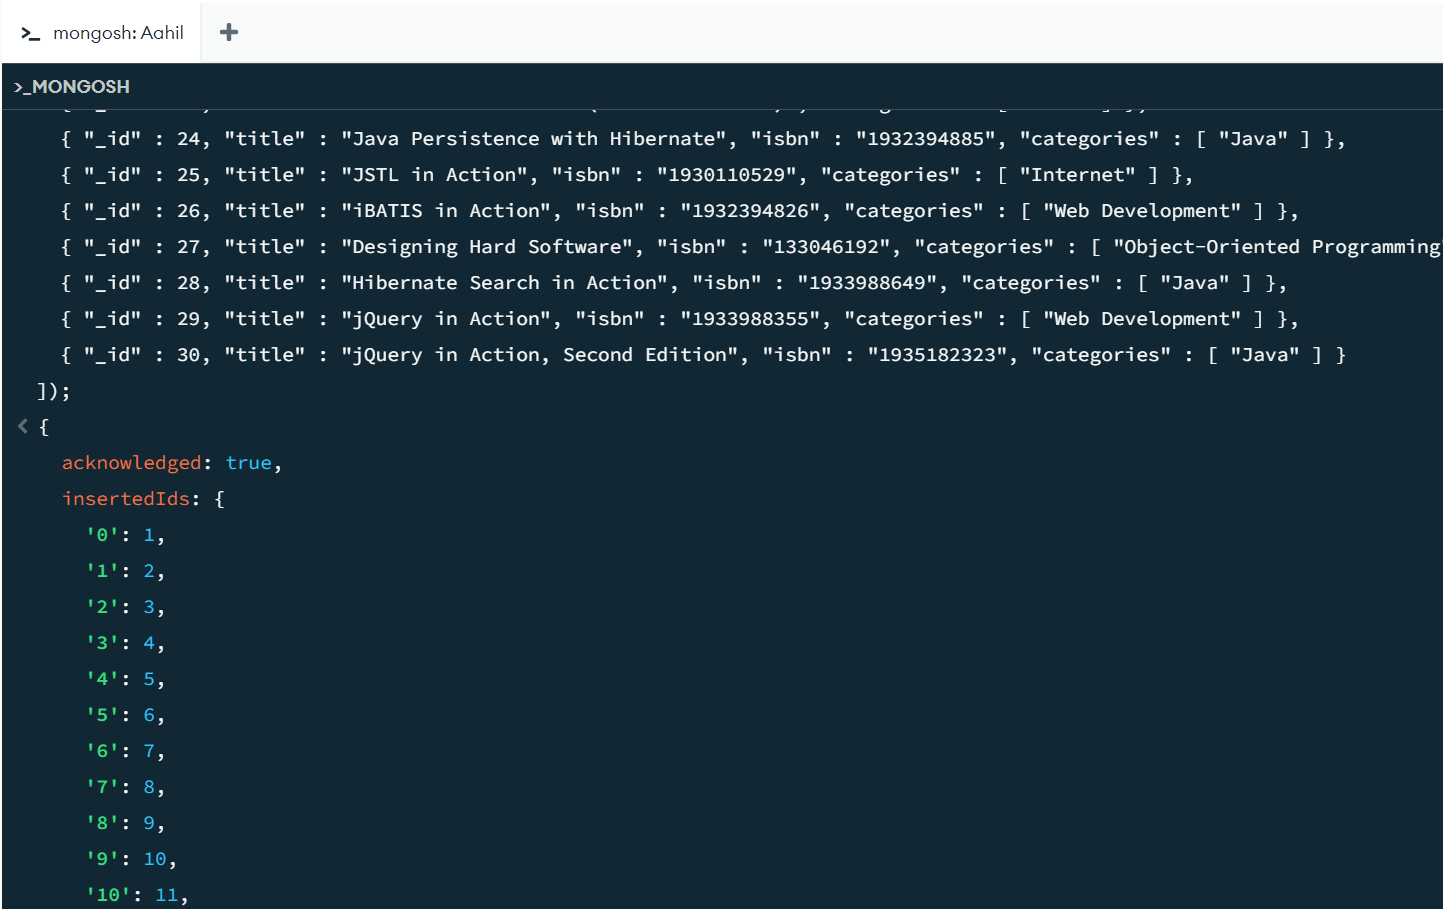 >_ mongosh: Aahil +
>_MONGOSH
{ "_id" : 24, "title" : "Java Persistence with Hibernate", "isbn" : "1932394885", "categories" : [ "Java" ] },
{ "_id" : 25, "title" : "JSTL in Action", "isbn" : "1930110529", "categories" : [ "Internet" ] },
{ "_id" : 26, "title" : "iBATIS in Action", "isbn" : "1932394826", "categories" : [ "Web Development" ] },
{ "_id" : 27, "title" : "Designing Hard Software", "isbn" : "133046192", "categories" : [ "Object-Oriented Programming"
{ "_id" : 28, "title" : "Hibernate Search in Action", "isbn" : "1933988649", "categories" : [ "Java" ] },
{ "_id" : 29, "title" : "jQuery in Action", "isbn" : "1933988355", "categories" : [ "Web Development" ] },
{ "_id" : 30, "title" : "jQuery in Action, Second Edition", "isbn" : "1935182323", "categories" : [ "Java" ] }
]);
< {
acknowledged: true,
insertedIds: {
'0': 1,
'1': 2,
'2': 3,
'3': 4,
'4': 5,
'5': 6,
'6': 7,
'7': 8,
'8': 9,
'9': 10,
'10': 11,